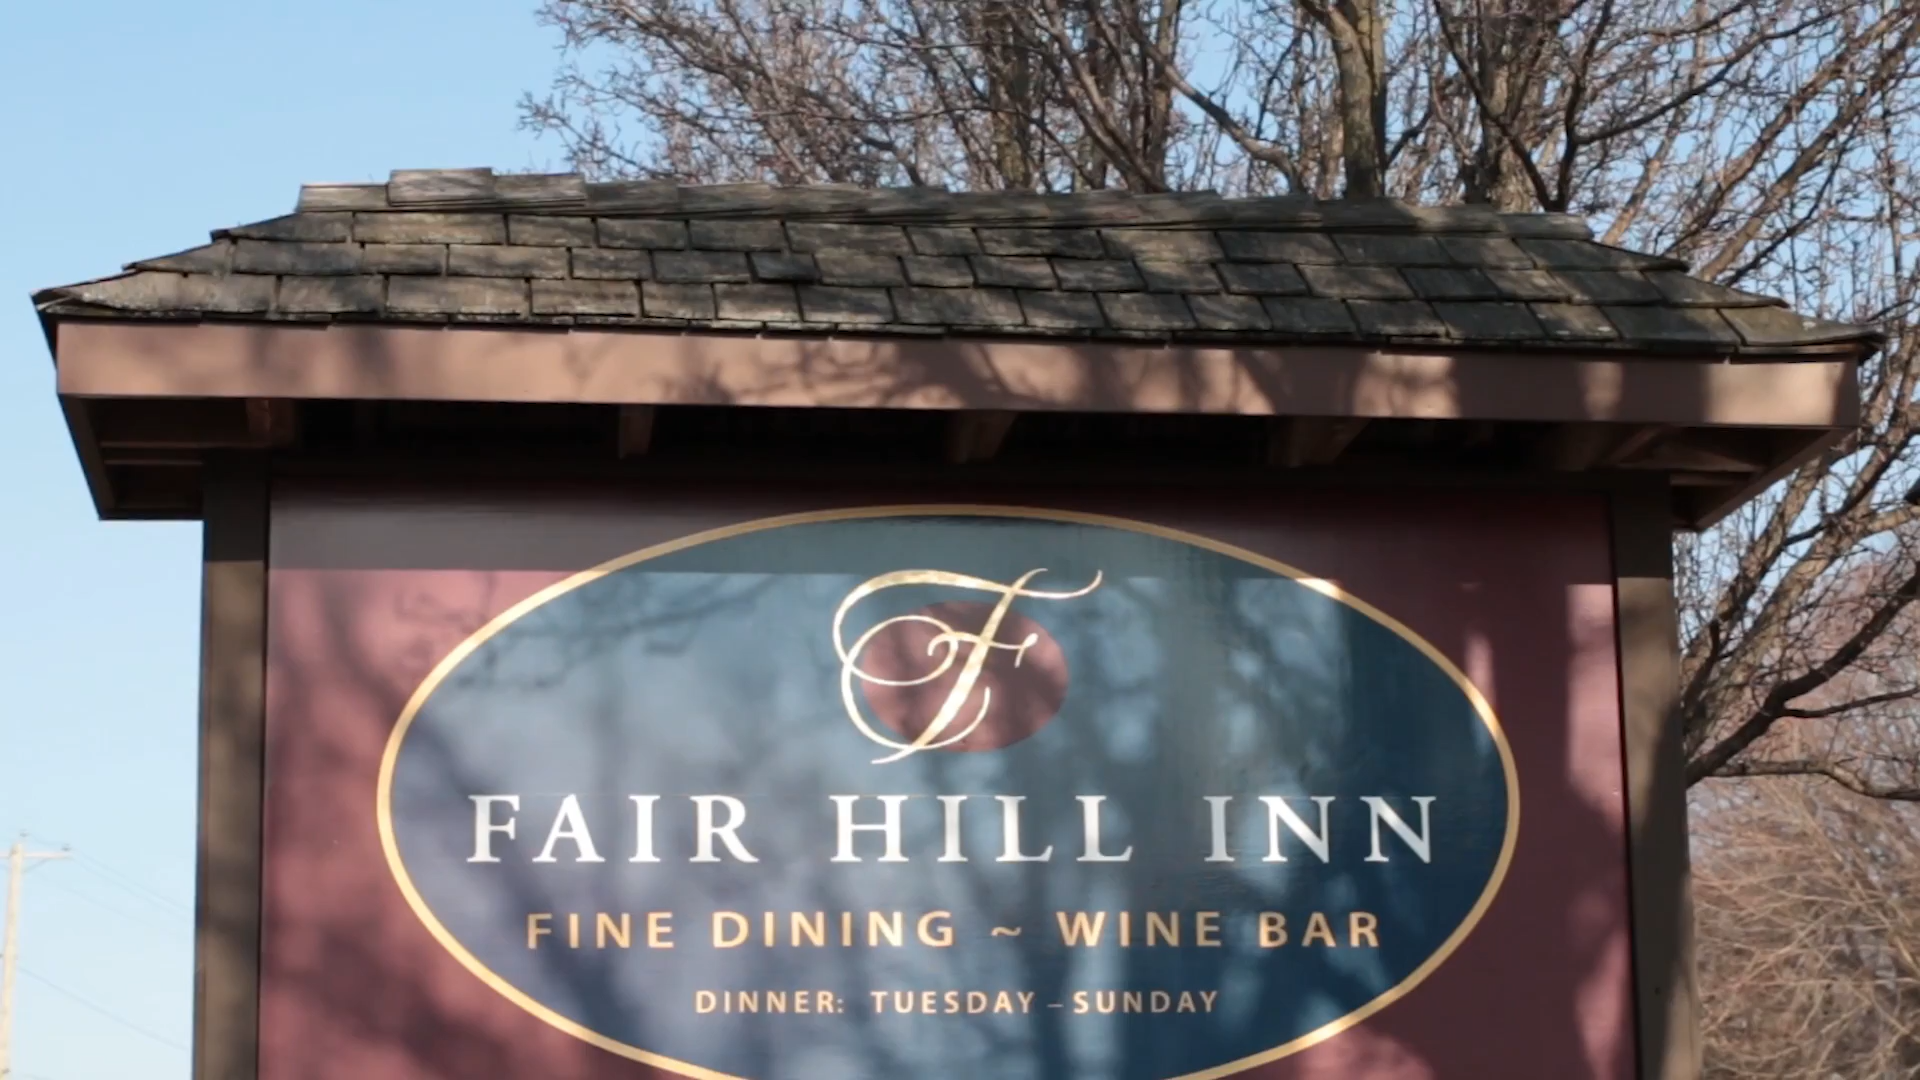 F
FAIR HILL INN
FINE DINING ~ WINE BAR
DINNER: TUESDAY – SUNDAY